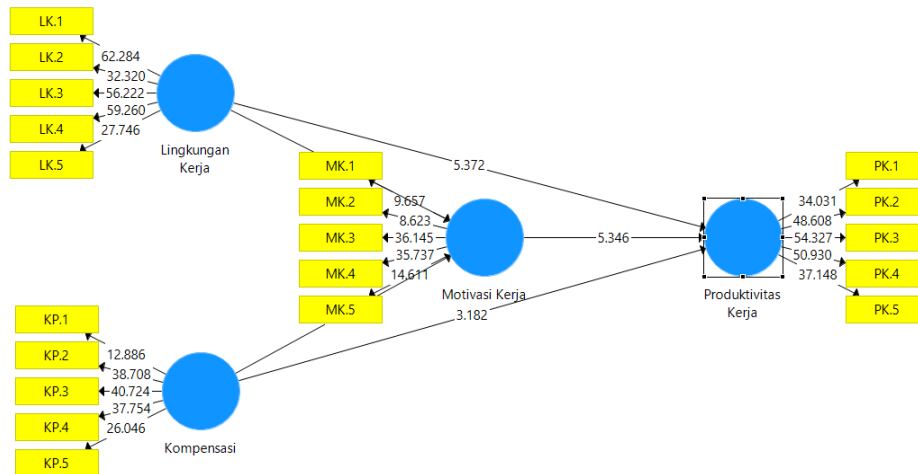 LK.1
LK.2
LK.3
LK.4
LK.5
62.284
32.320
56.222
59.260
27.746
Lingkungan
Kerja
MK.1
MK.2
MK.3
MK.4
MK.5
9.657
8.623
36.145
35.737
14.611
Motivasi Kerja
5.372
5.346
3.182
PK.1
PK.2
PK.3
PK.4
PK.5
34.031
48.608
54.327
50.930
37.148
Produktivitas
Kerja
KP.1
KP.2
KP.3
KP.4
KP.5
12.886
38.708
40.724
37.754
26.046
Kompensasi